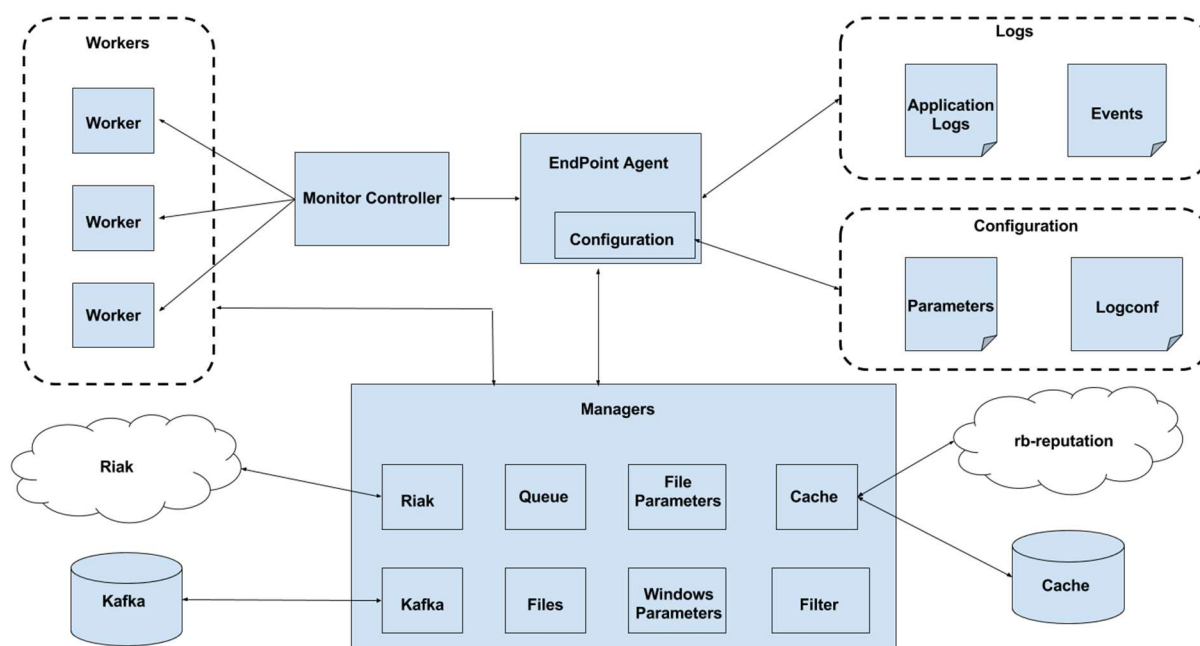 Workers
Worker
Worker
Worker
Monitor Controller
EndPoint Agent
Configuration
Logs
Application
Logs
Events
Configuration
Parameters
Logconf
Managers
Riak
Queue
File
Parameters
Cache
Kafka
Files
Windows
Parameters
Filter
Riak
Kafka
rb-reputation
Cache